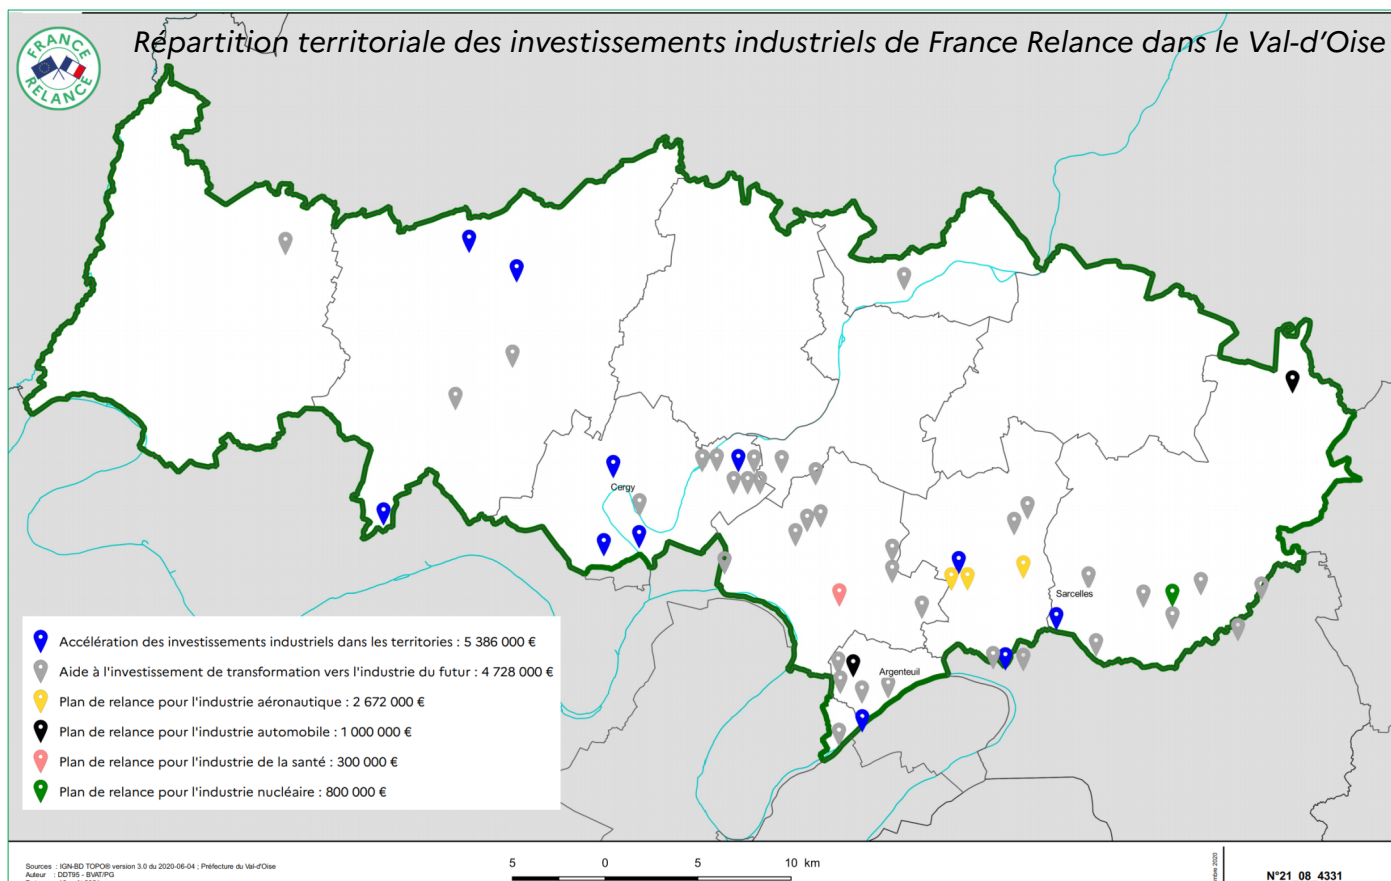 FRANCE
RELANCE
Répartition territoriale des investissements industriels de France Relance dans le Val-d'Oise
Cergy
Sarcelles
Argenteuil
Accélération des investissements industriels dans les territoires : 5 386 000 €
Aide à l'investissement de transformation vers l'industrie du futur : 4 728 000 €
Plan de relance pour l'industrie aéronautique : 2 672 000 €
Plan de relance pour l'industrie automobile : 1 000 000 €
Plan de relance pour l'industrie de la santé : 300 000 €
Plan de relance pour l'industrie nucléaire : 800 000 €
Sources : IGN-BD TOPO® version 3.0 du 2020-06-04 ; Préfecture du Val-d'Oise
Auteur : DDT95 - BVAT/PG
5 0 5 10 km
2020
N°21_08_4331